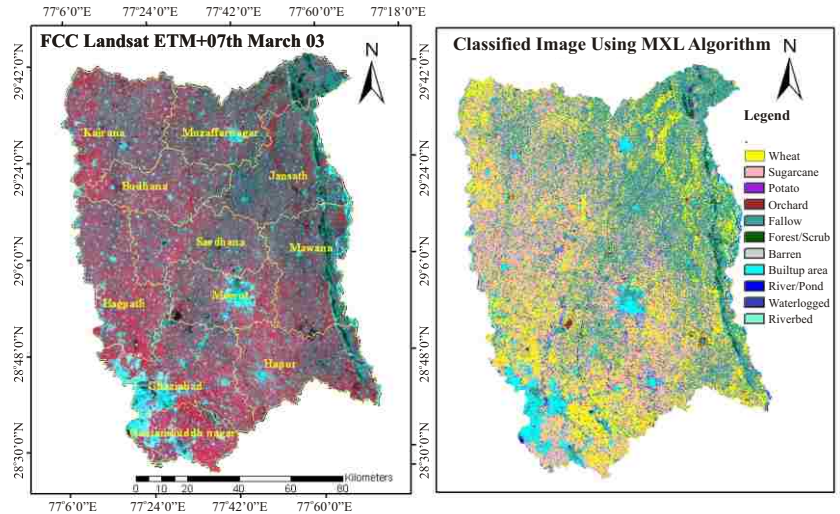 77°6'0”E 77°24'0”E 77°42'0”E 77°60'0”E 77°18'0”E
FCC Landsat ETM+07th March 03
N
Classified Image Using MXL Algorithm
N
29°42'0”N
29°24'0”N
29°6'0”N
28°48'0”N
28°30'0”N
Kairana
Muzaffarnagar
Budhana
Jansath
Sardhana
Mawana
Bagpath
Meerut
Hapur
Ghaziabad
Kilometers
0 10 20 40 60 80
77°6'0”E 77°24'0”E 77°42'0”E 77°60'0”E
29°42'0”N
29°24'0”N
29°6'0”N
28°48'0”N
28°30'0”N
Legend
Wheat
Sugarcane
Potato
Orchard
Fallow
Forest/Scrub
Barren
Builtup area
River/Pond
Waterlogged
Riverbed